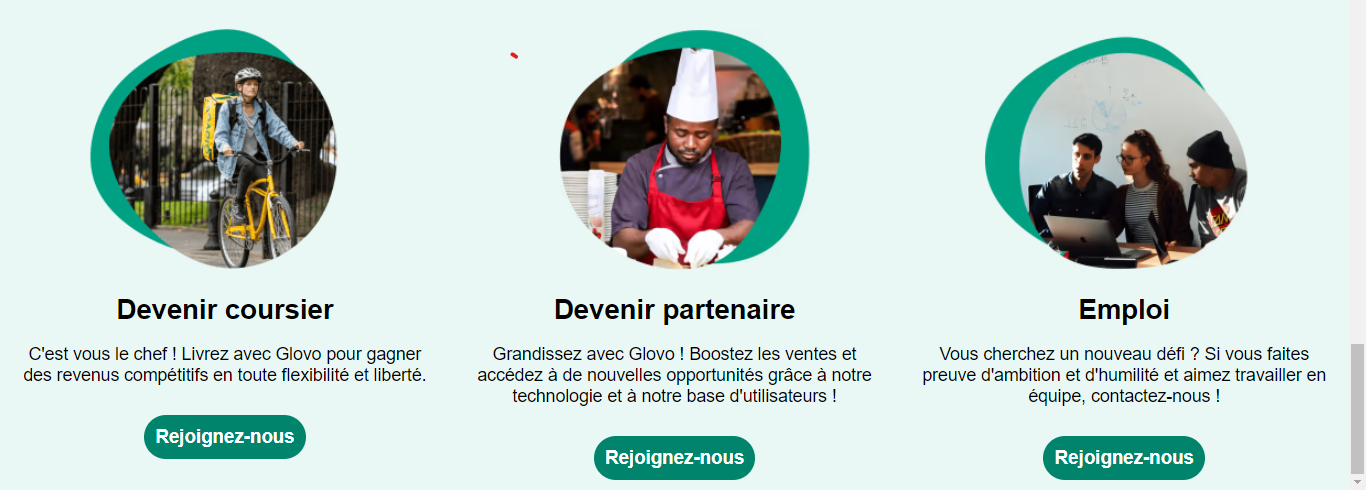 Devenir coursier
C'est vous le chef ! Livrez avec Glovo pour gagner
des revenus compétitifs en toute flexibilité et liberté.
Rejoignez-nous
Devenir partenaire
Grandissez avec Glovo ! Boostez les ventes et
accédez à de nouvelles opportunités grâce à notre
technologie et à notre base d'utilisateurs !
Rejoignez-nous
Emploi
Vous cherchez un nouveau défi ? Si vous faites
preuve d'ambition et d'humilité et aimez travailler en
équipe, contactez-nous !
Rejoignez-nous